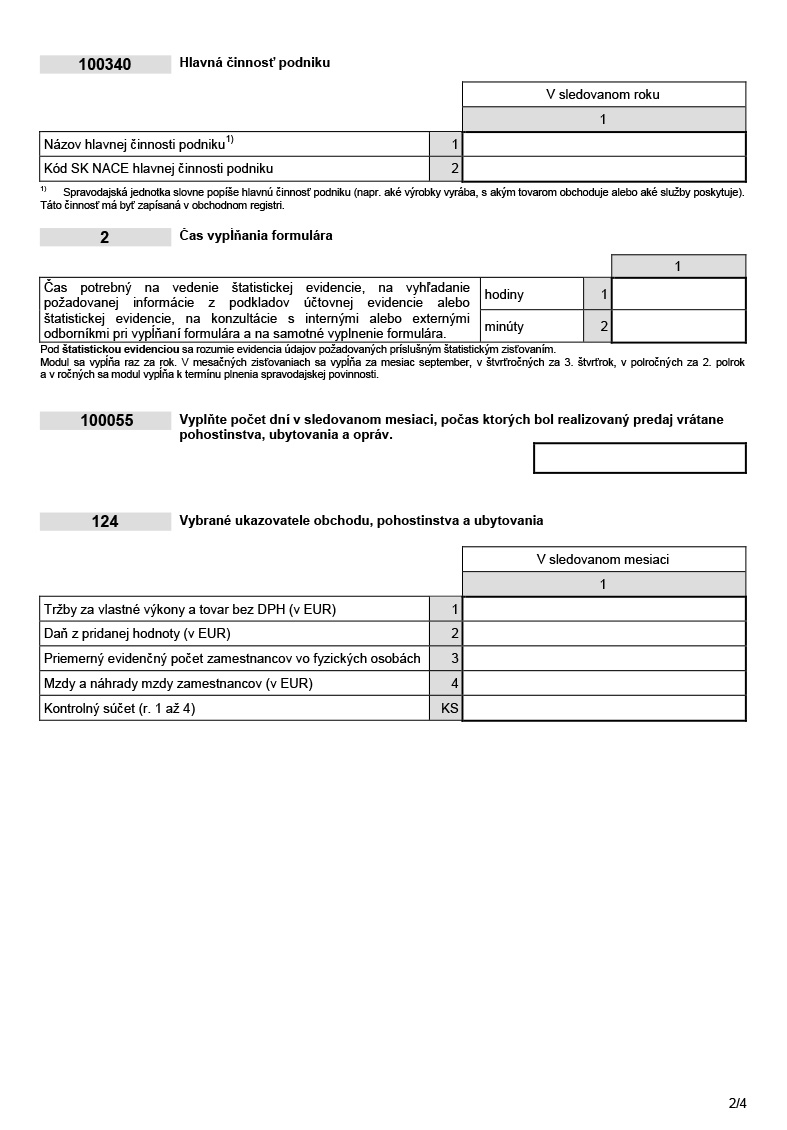 100340 Hlavná činnosť podniku
V sledovanom roku
1
Názov hlavnej činnosti podniku1) 1
Kód SK NACE hlavnej činnosti podniku 2
1) Spravodajská jednotka slovne popíše hlavnú činnosť podniku (napr. aké výrobky vyrába, s akým tovarom obchoduje alebo aké služby poskytuje).
Táto činnosť má byť zapísaná v obchodnom registri.
2 Čas vypĺňania formulára
1
Čas potrebný na vedenie štatistickej evidencie, na vyhľadanie
požadovanej informácie z podkladov účtovnej evidencie alebo
štatistickej evidencie, na konzultácie s internými alebo externými
odborníkmi pri vypĺňaní formulára a na samotné vyplnenie formulára.
hodiny 1
minúty 2
Pod štatistickou evidenciou sa rozumie evidencia údajov požadovaných príslušným štatistickým zisťovaním.
Modul sa vypĺňa raz za rok. V mesačných zisťovaniach sa vypĺňa za mesiac september, v štvrťročných za 3. štvrťrok, v polročných za 2. polrok
a v ročných sa modul vypĺňa k termínu plnenia spravodajskej povinnosti.
100055 Vyplňte počet dní v sledovanom mesiaci, počas ktorých bol realizovaný predaj vrátane
pohostinstva, ubytovania a opráv.
124 Vybrané ukazovatele obchodu, pohostinstva a ubytovania
V sledovanom mesiaci
1
Tržby za vlastné výkony a tovar bez DPH (v EUR) 1
Daň z pridanej hodnoty (v EUR) 2
Priemerný evidenčný počet zamestnancov vo fyzických osobách 3
Mzdy a náhrady mzdy zamestnancov (v EUR) 4
Kontrolný súčet (r. 1 až 4) KS
2/4